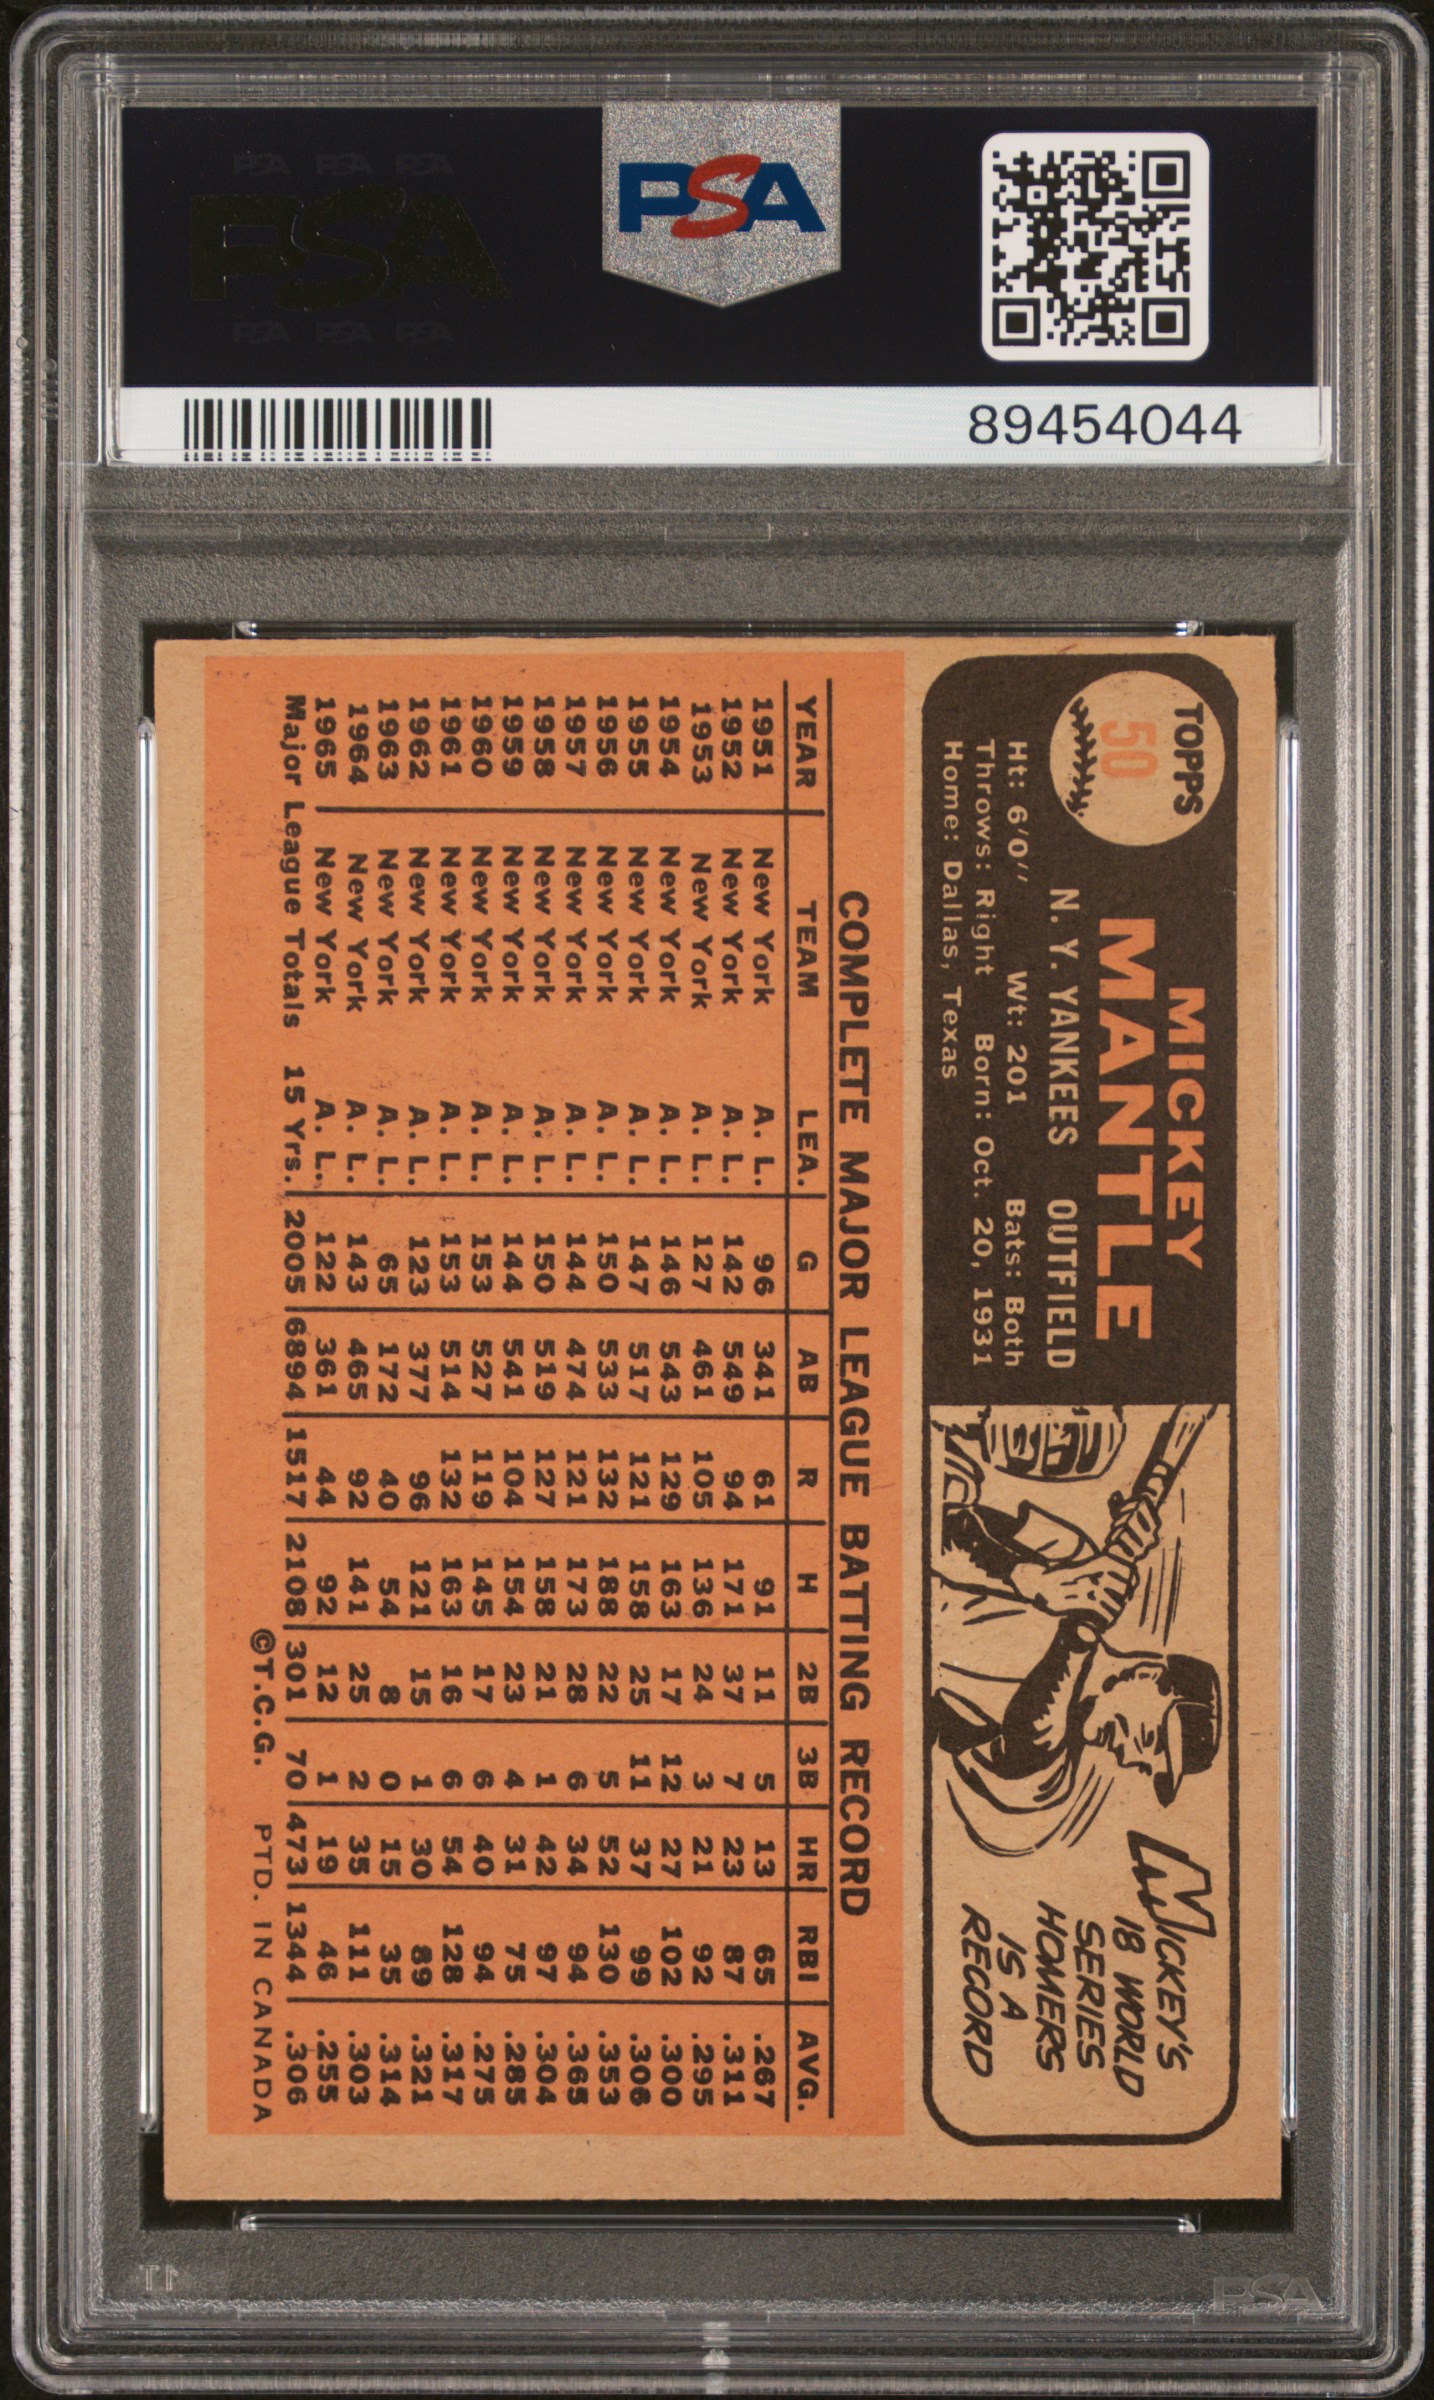 PSA PSA PSA
PSA
PSA PSA PSA
PSA
89454044
TOPPS
50
MICKEY
MANTLE
N. Y. YANKEES OUTFIELD
Ht: 6'0" Wt: 201 Bats: Both
Throws: Right Born: Oct. 20, 1931
Home: Dallas, Texas
MICKEY'S
18 WORLD
SERIES
HOMERS
IS A
RECORD
COMPLETE MAJOR LEAGUE BATTING RECORD
YEAR TEAM LEA. G AB R H 2B 3B HR RBI AVG.
1951 New York A. L. 96 341 61 91 11 5 13 65 .267
1952 New York A. L. 142 549 94 171 37 7 23 87 .311
1953 New York A. L. 127 461 105 136 24 3 21 92 .295
1954 New York A. L. 146 543 129 163 17 12 27 102 .300
1955 New York A. L. 147 517 121 158 25 11 37 99 .306
1956 New York A. L. 150 533 132 188 22 5 52 130 .353
1957 New York A. L. 144 474 121 173 28 6 34 94 .365
1958 New York A. L. 150 519 127 158 21 1 42 97 .304
1959 New York A. L. 144 541 104 154 23 4 31 75 .285
1960 New York A. L. 153 527 119 145 17 6 40 94 .275
1961 New York A. L. 153 514 132 163 16 6 54 128 .317
1962 New York A. L. 123 377 96 121 15 1 30 89 .321
1963 New York A. L. 65 172 40 54 8 0 15 35 .314
1964 New York A. L. 143 465 92 141 25 2 35 111 .303
1965 New York A. L. 122 361 44 92 12 1 19 46 .255
Major League Totals 15 Yrs. 2005 6894 1517 2108 301 70 473 1344 .306
©T.C.G. PTD. IN CANADA
PSA